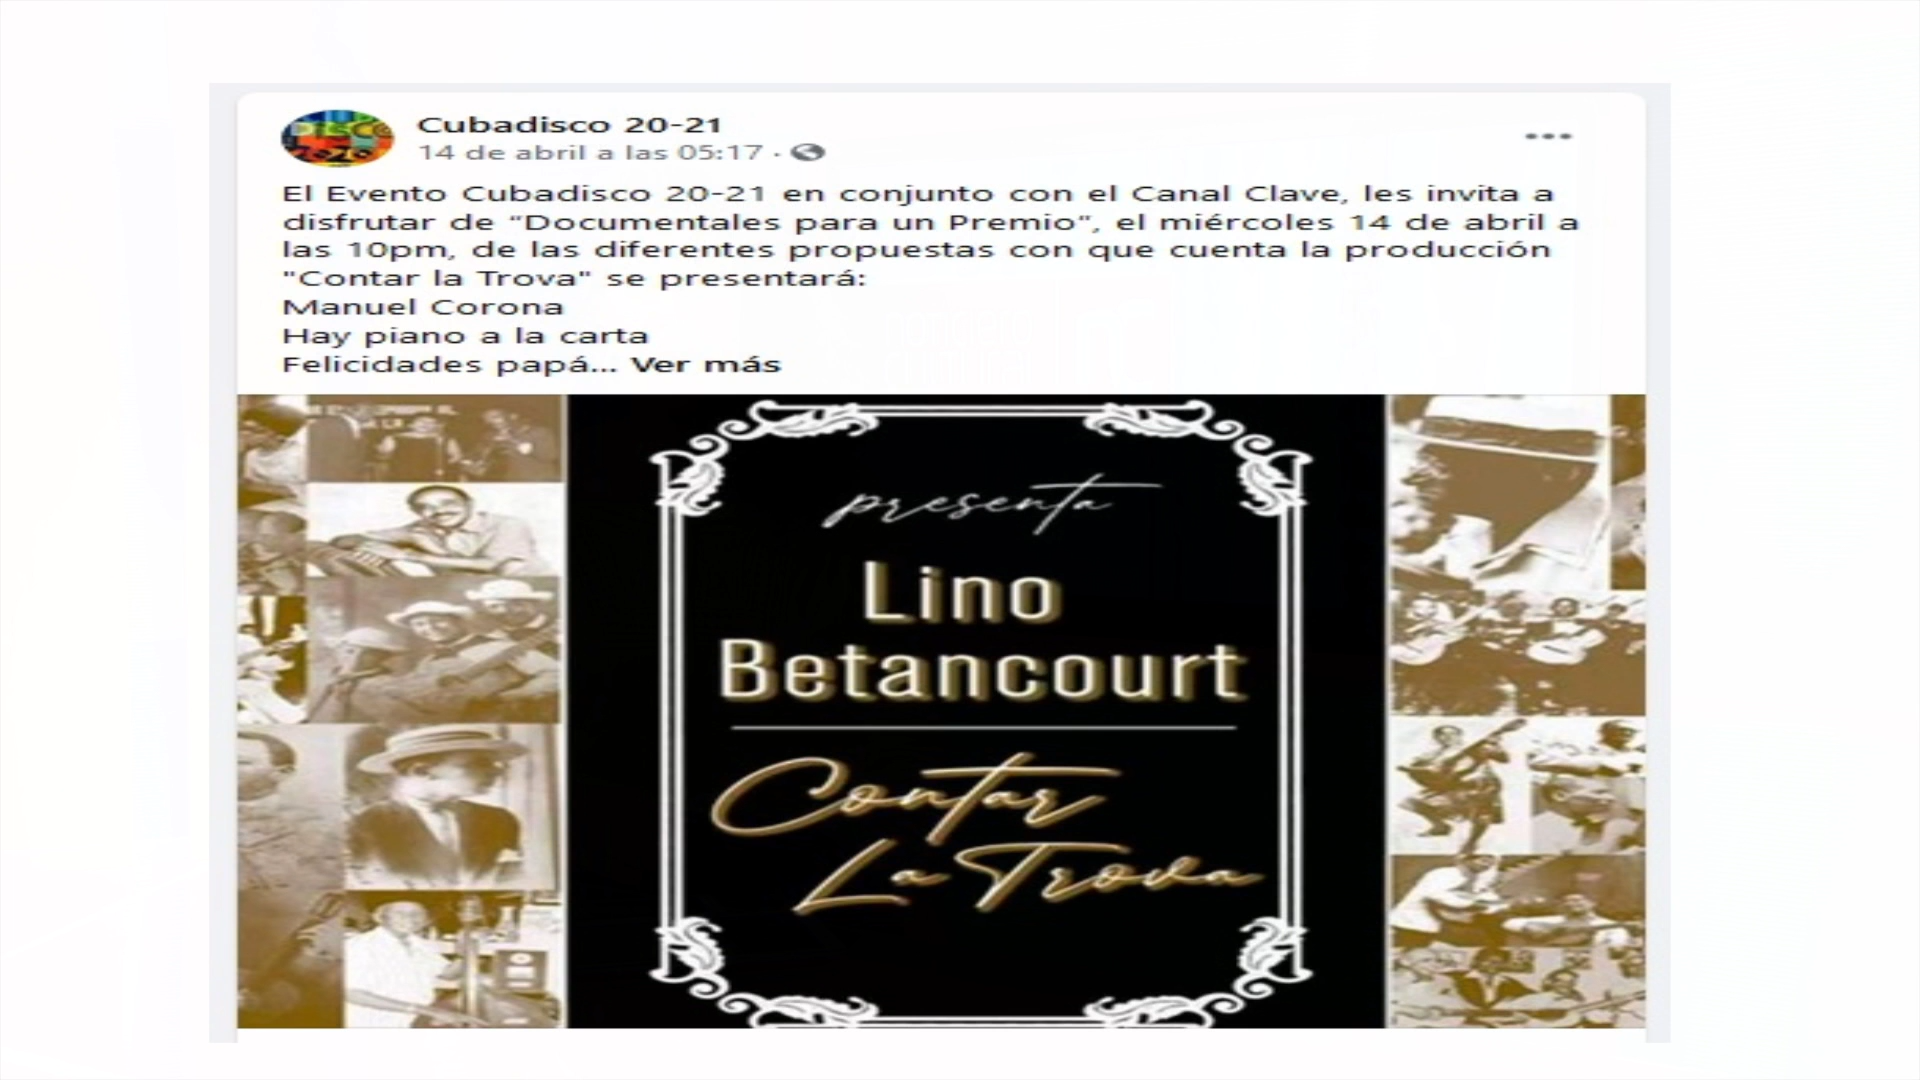 DISCO
2020
Cubadisco 20-21
14 de abril a las 05:17 ·
El Evento Cubadisco 20-21 en conjunto con el Canal Clave, les invita a
disfrutar de "Documentales para un Premio", el miércoles 14 de abril a
las 10pm, de las diferentes propuestas con que cuenta la producción
"Contar la Trova" se presentará:
Manuel Corona
Hay piano a la carta
Felicidades papá... Ver más
presenta
Lino
Betancourt
Contar
La Trova